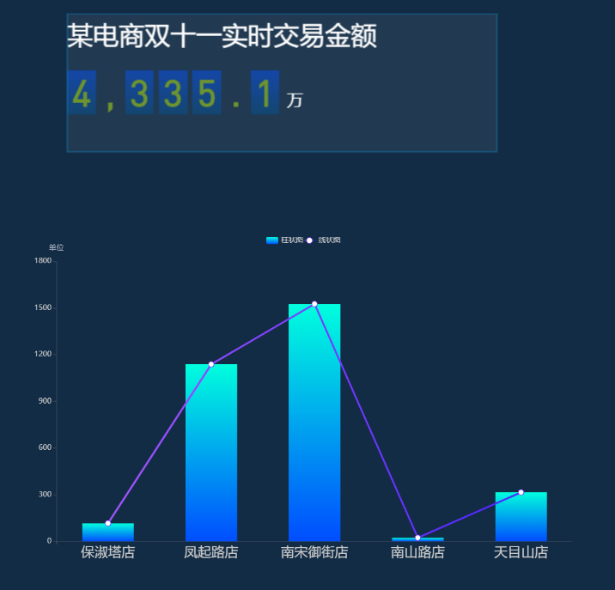 某电商双十一实时交易金额
4,335.1 万
单位
柱状图 线状图
1800
1500
1200
900
600
300
0
保淑塔店 凤起路店 南宋御街店 南山路店 天目山店